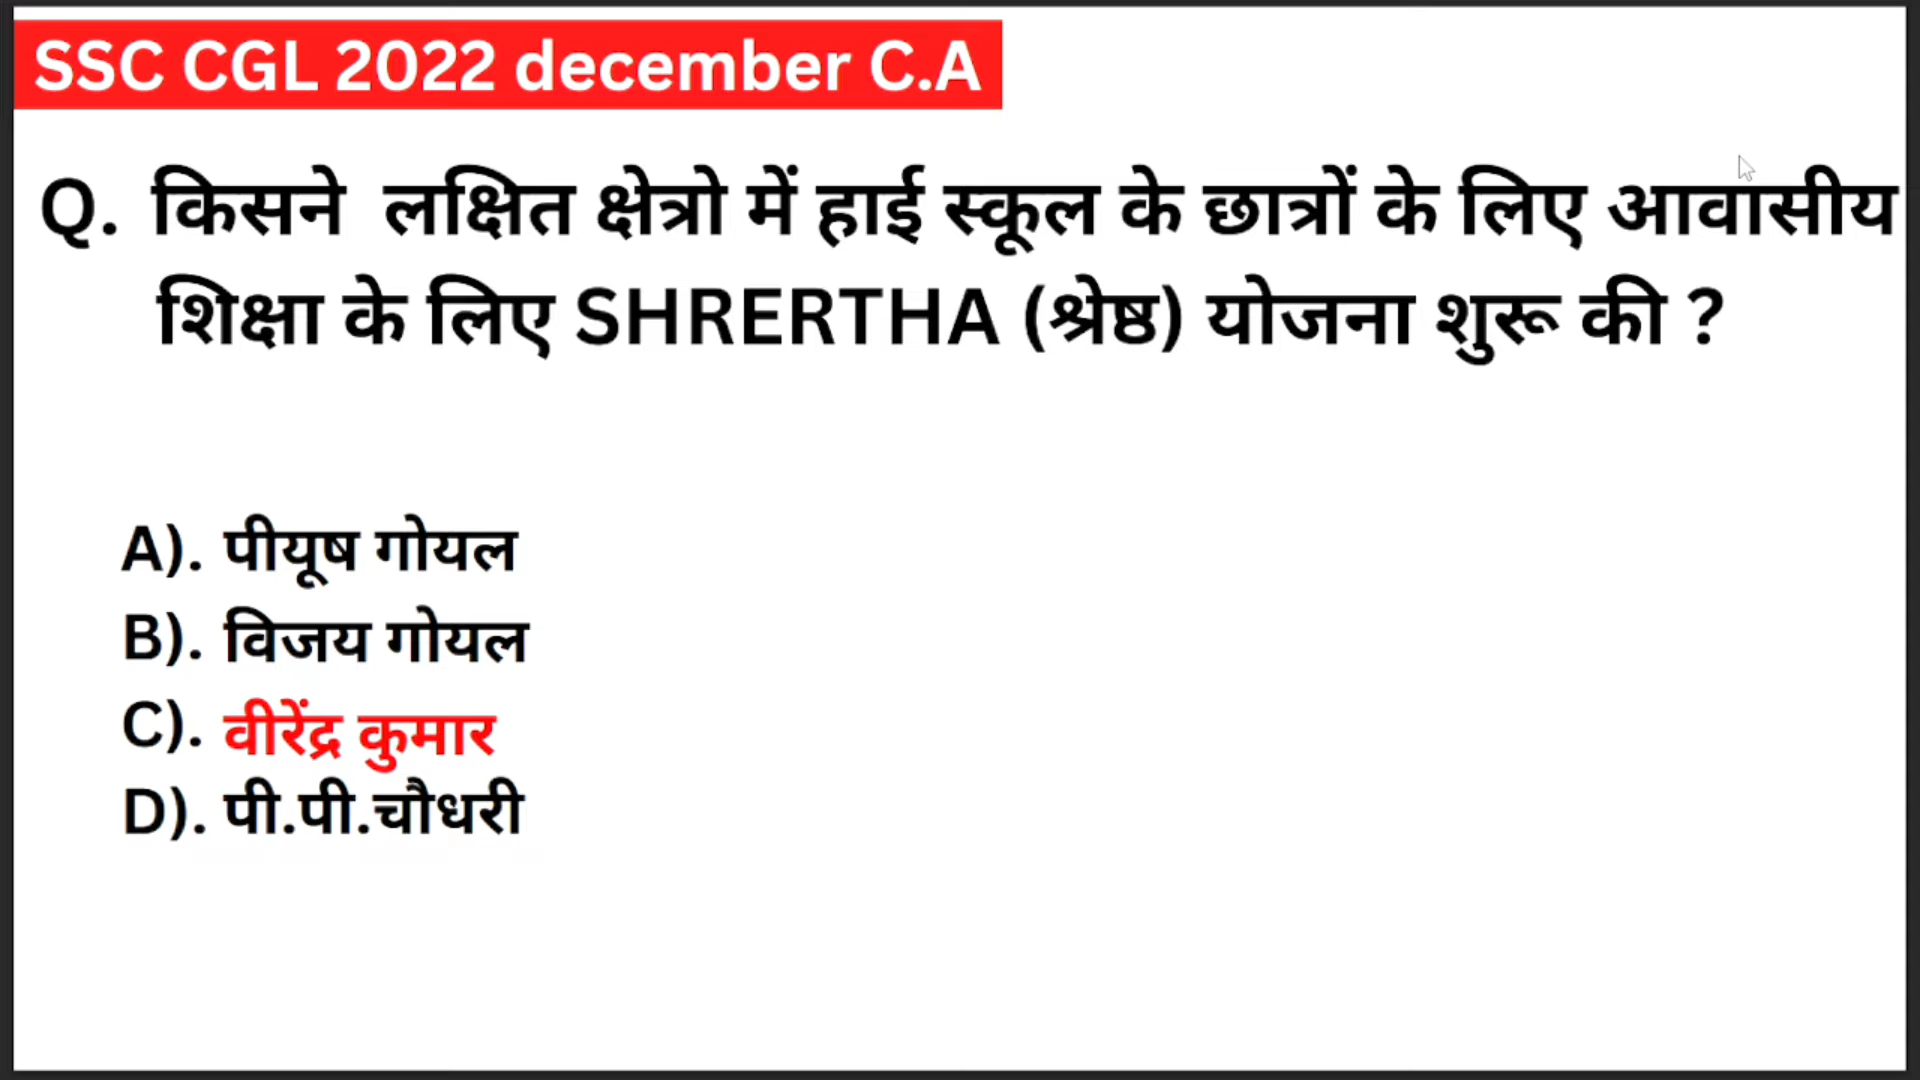 SSC CGL 2022 december C.A
Q. किसने लक्षित क्षेत्रो में हाई स्कूल के छात्रों के लिए आवासीय
शिक्षा के लिए SHRERTHA (श्रेष्ठ) योजना शुरू की ?
A). पीयूष गोयल
B). विजय गोयल
C). वीरेंद्र कुमार
D). पी.पी.चौधरी